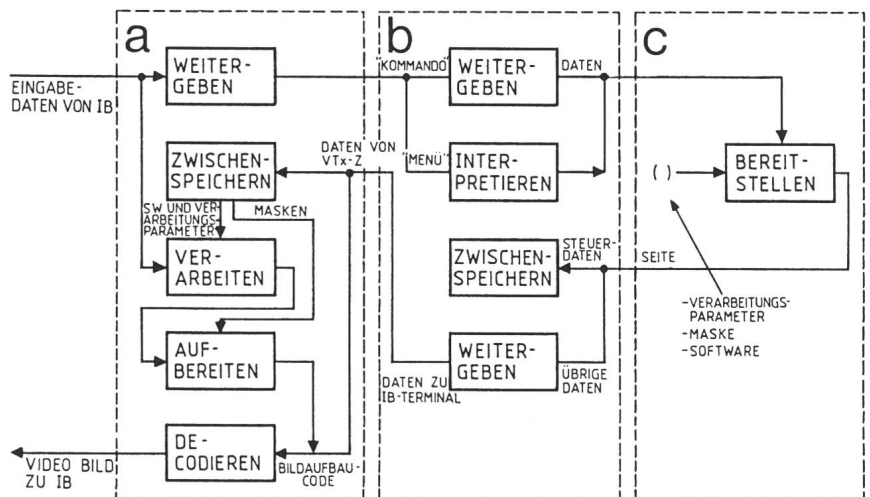 a
b
c
EINGABE-
DATEN VON IB
WEITER-
GEBEN
"KOMMANDO"
WEITER-
GEBEN
DATEN
DATEN VON
VTx-Z
"MENÜ"
INTER-
PRETIEREN
( )
BEREIT-
STELLEN
ZWISCHEN-
SPEICHERN
SW UND VER-
ARBEITUNGS-
PARAMETER
MASKEN
VER-
ARBEITEN
ZWISCHEN-
SPEICHERN
STEUER-
DATEN
SEITE
-VERARBEITUNGS-
PARAMETER
-MASKE
-SOFTWARE
AUF-
BEREITEN
DATEN ZU
IB-TERMINAL
WEITER-
GEBEN
ÜBRIGE
DATEN
VIDEO BILD
ZU IB
DE-
CODIEREN
BILDAUFBAU-
CODE